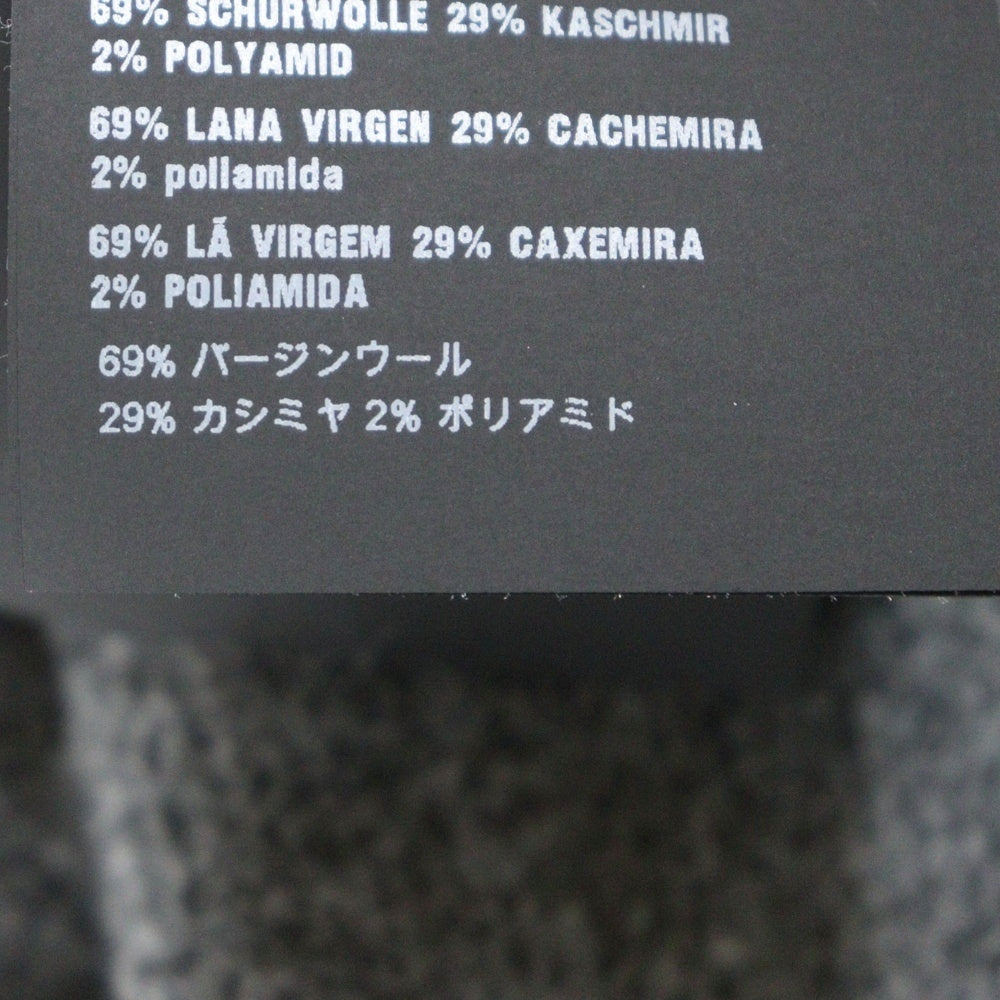 69% SCHURWOLLE 29% KASCHMIR
2% POLYAMID
69% LANA VIRGEN 29% CACHEMIRA
2% poliamida
69% LÃ VIRGEM 29% CAXEMIRA
2% POLIAMIDA
69% バージンウール
29% カシミヤ 2% ポリアミド